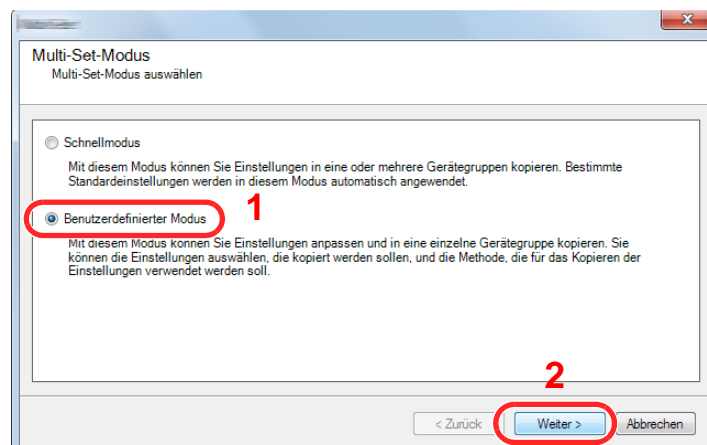 Multi-Set-Modus
Multi-Set-Modus auswählen
Schnellmodus
Mit diesem Modus können Sie Einstellungen in eine oder mehrere Gerätegruppen kopieren. Bestimmte
Standardeinstellungen werden in diesem Modus automatisch angewendet.
1
Benutzerdefinierter Modus
Mit diesem Modus können Sie Einstellungen anpassen und in eine einzelne Gerätegruppe kopieren. Sie
können die Einstellungen auswählen, die kopiert werden sollen, und die Methode, die für das Kopieren der
Einstellungen verwendet werden soll.
2
< Zurück Weiter > Abbrechen